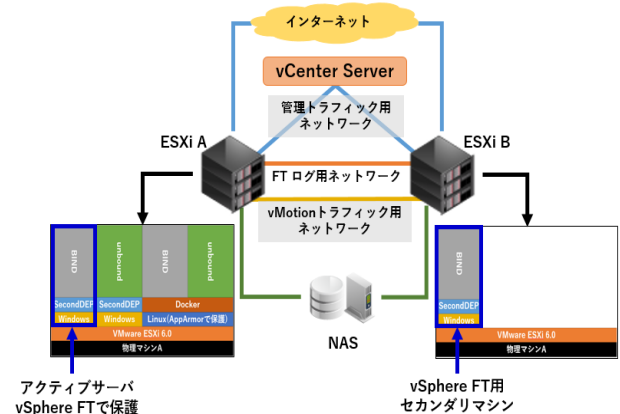 インターネット
vCenter Server
管理トラフィック用
ネットワーク
ESXi A
ESXi B
FT ログ用ネットワーク
vMotionトラフィック用
ネットワーク
NAS
BIND
unbound
BIND
unbound
SecondDEP
SecondDEP
Docker
Windows
Windows
Linux(AppArmorで保護)
VMware ESXi 6.0
物理マシンA
BIND
SecondDEP
Windows
VMware ESXi 6.0
物理マシンA
アクティブサーバ
vSphere FTで保護
vSphere FT用
セカンダリマシン